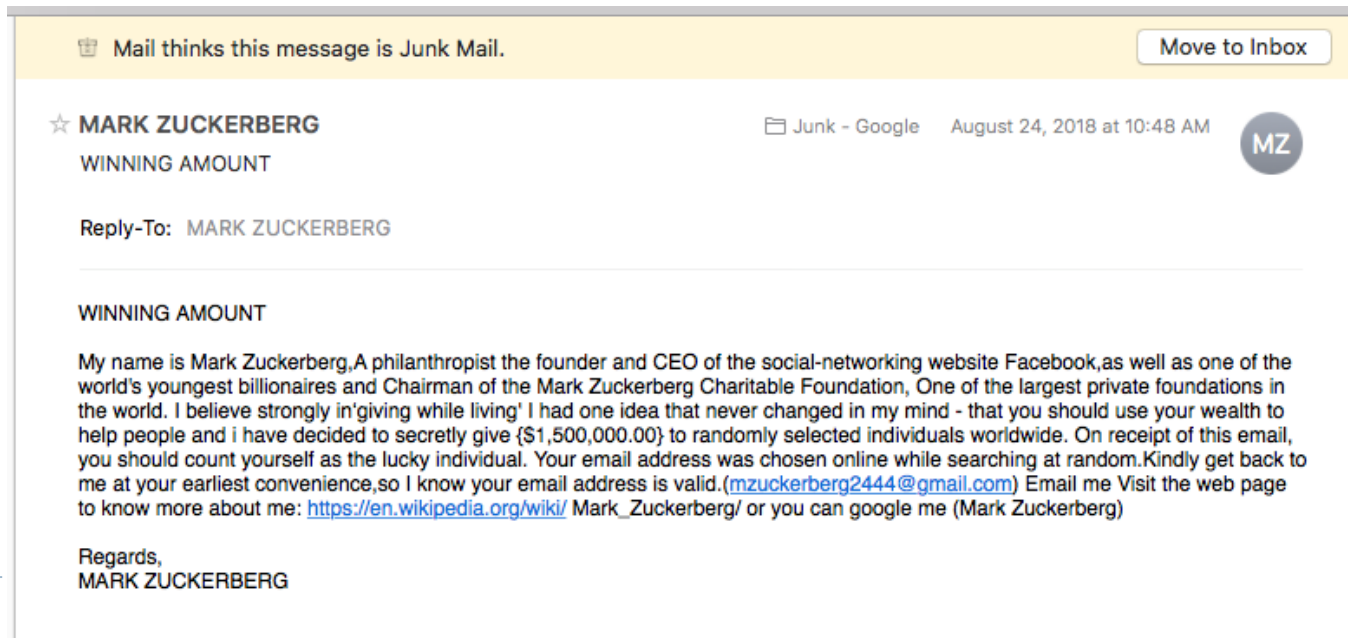 Mail thinks this message is Junk Mail.
Move to Inbox
MARK ZUCKERBERG
Junk - Google
August 24, 2018 at 10:48 AM
MZ
WINNING AMOUNT
Reply-To: MARK ZUCKERBERG
WINNING AMOUNT
My name is Mark Zuckerberg,A philanthropist the founder and CEO of the social-networking website Facebook,as well as one of the
world's youngest billionaires and Chairman of the Mark Zuckerberg Charitable Foundation, One of the largest private foundations in
the world. I believe strongly in'giving while living' I had one idea that never changed in my mind - that you should use your wealth to
help people and i have decided to secretly give {$1,500,000.00} to randomly selected individuals worldwide. On receipt of this email,
you should count yourself as the lucky individual. Your email address was chosen online while searching at random.Kindly get back to
me at your earliest convenience,so I know your email address is valid.(mzuckerberg2444@gmail.com) Email me Visit the web page
to know more about me: https://en.wikipedia.org/wiki/ Mark_Zuckerberg/ or you can google me (Mark Zuckerberg)
Regards,
MARK ZUCKERBERG